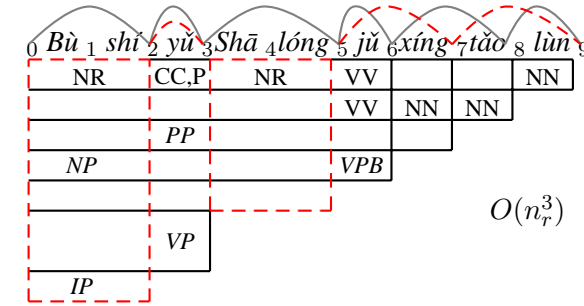 0 Bù 1 shí 2 yǔ 3 Shā 4 lóng 5 jǔ 6 xíng 7 tǎo 8 lùn 9
NR CC,P NR VV NN
VV NN NN
PP
NP VPB
O(n_r^3)
VP
IP